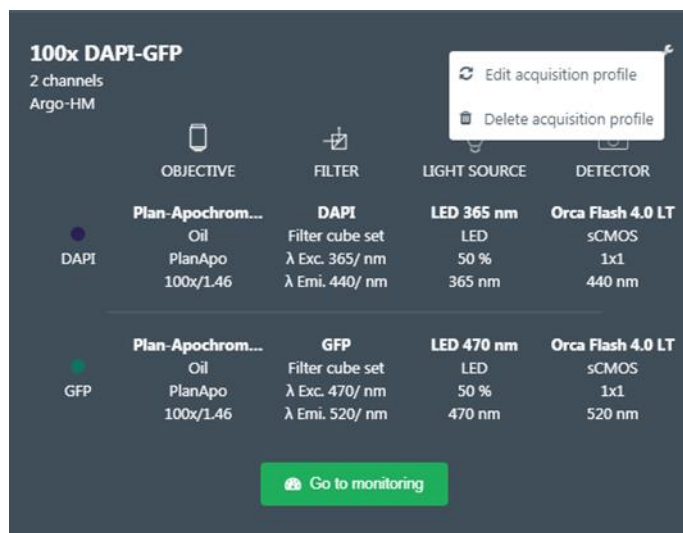 100x DAPI-GFP
2 channels
Argo-HM
Edit acquisition profile
Delete acquisition profile
OBJECTIVE FILTER LIGHT SOURCE DETECTOR
Plan-Apochrom... DAPI LED 365 nm Orca Flash 4.0 LT
Oil Filter cube set LED sCMOS
DAPI PlanApo λ Exc. 365/ nm 50 % 1x1
100x/1.46 λ Emi. 440/ nm 365 nm 440 nm
Plan-Apochrom... GFP LED 470 nm Orca Flash 4.0 LT
Oil Filter cube set LED sCMOS
GFP PlanApo λ Exc. 470/ nm 50 % 1x1
100x/1.46 λ Emi. 520/ nm 470 nm 520 nm
Go to monitoring